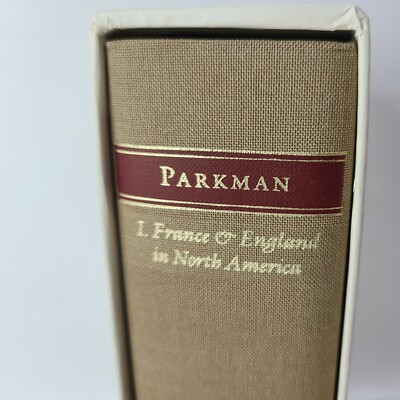 PARKMAN
I. France & England
in North America